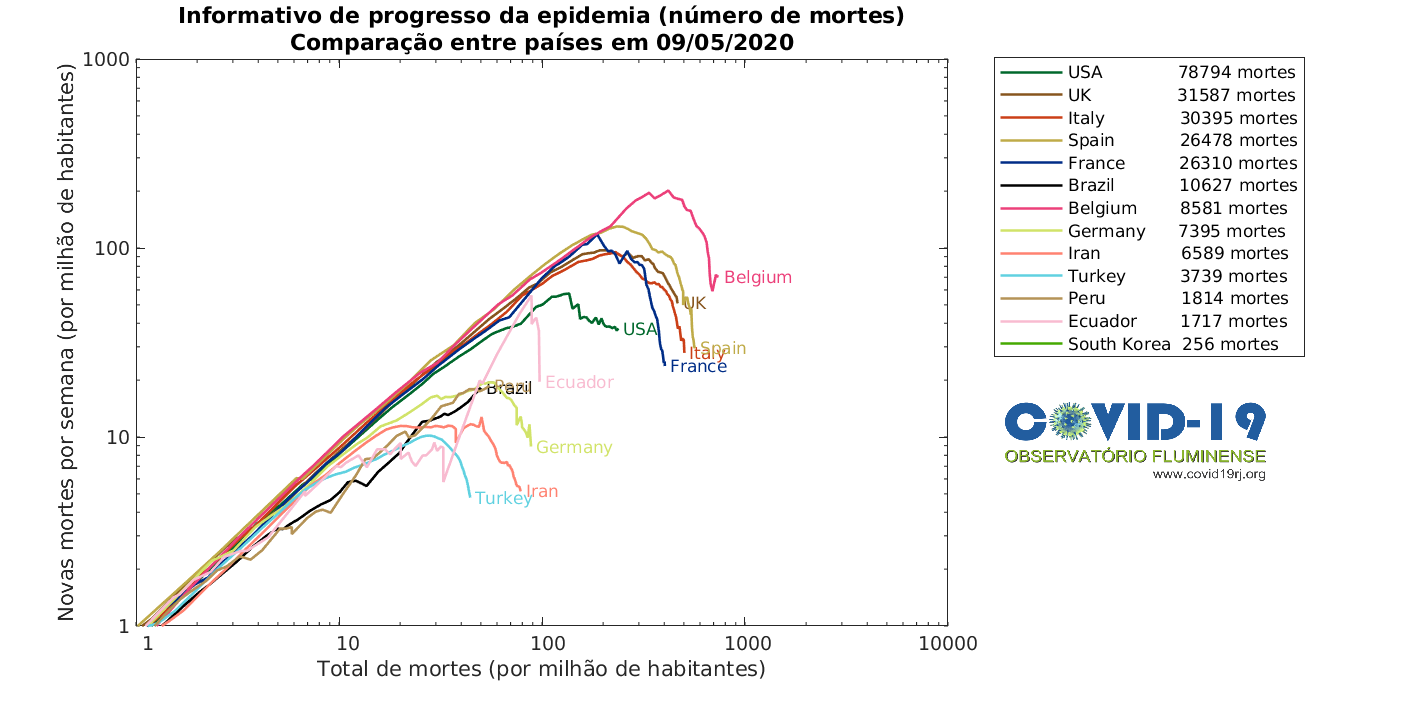 Informativo de progresso da epidemia (número de mortes)
Comparação entre países em 09/05/2020
Novas mortes por semana (por milhão de habitantes)
1000
100
10
1
Belgium
UK
USA
Spain
Italy
France
Ecuador
Peru
Brazil
Germany
Iran
Turkey
1 10 100 1000 10000
Total de mortes (por milhão de habitantes)
USA 78794 mortes
UK 31587 mortes
Italy 30395 mortes
Spain 26478 mortes
France 26310 mortes
Brazil 10627 mortes
Belgium 8581 mortes
Germany 7395 mortes
Iran 6589 mortes
Turkey 3739 mortes
Peru 1814 mortes
Ecuador 1717 mortes
South Korea 256 mortes
COVID-19
OBSERVATÓRIO FLUMINENSE
www.covid19rj.org